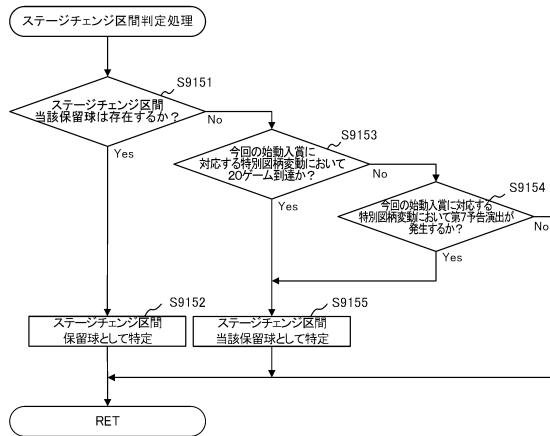 ステージチェンジ区間判定処理
S9151
ステージチェンジ区間
当該保留球は存在するか？
No
Yes
S9153
今回の始動入賞に
対応する特別図柄変動において
20ゲーム到達か？
No
Yes
S9154
今回の始動入賞に対応する
特別図柄変動において第7予告演出が
発生するか？
No
Yes
S9152
ステージチェンジ区間
保留球として特定
S9155
ステージチェンジ区間
当該保留球として特定
RET